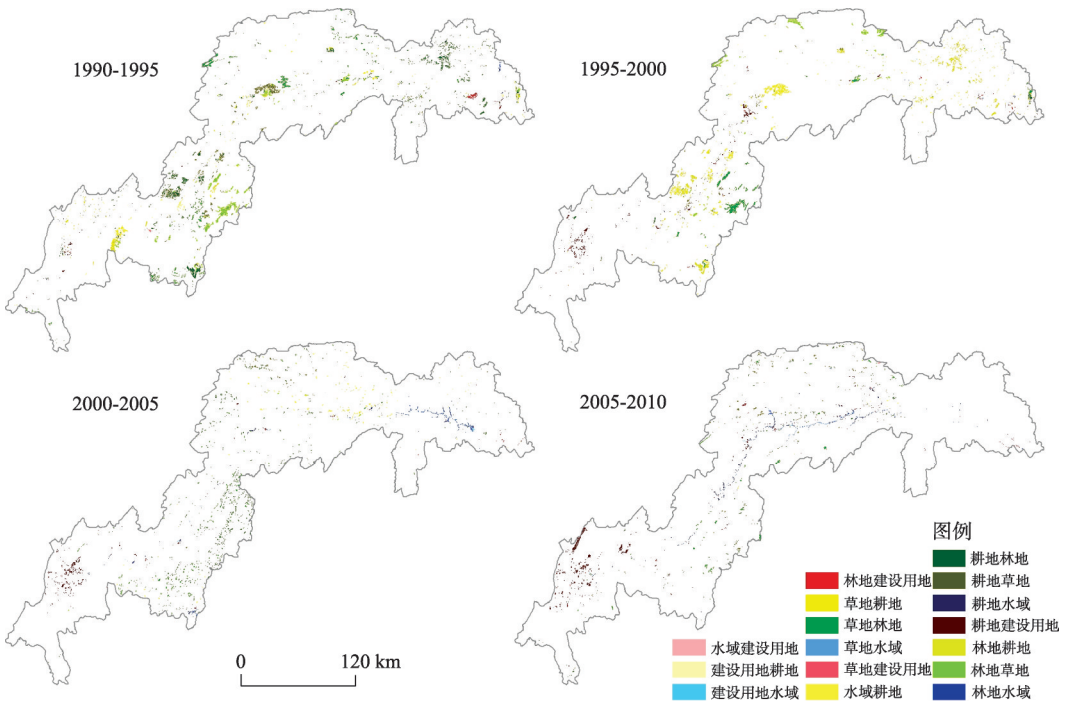 1990-1995
1995-2000
2000-2005
2005-2010
图例
耕地林地
林地建设用地
耕地草地
草地耕地
耕地水域
草地林地
耕地建设用地
水域建设用地
草地水域
林地耕地
建设用地耕地
草地建设用地
林地草地
建设用地水域
水域耕地
林地水域
0 120 km